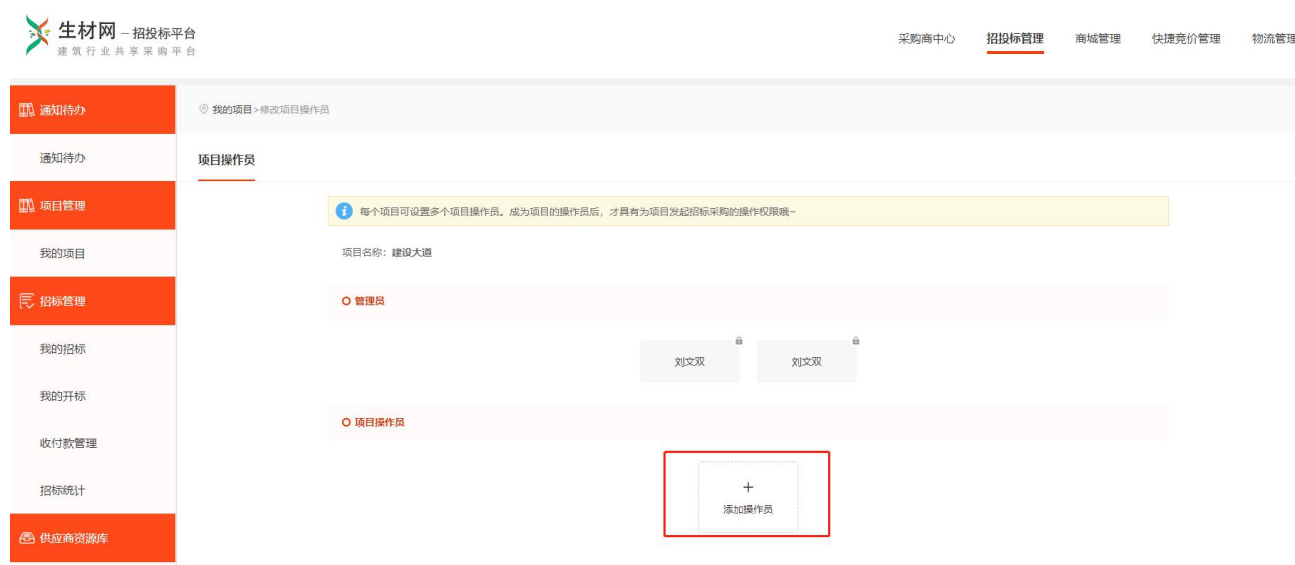 生材网 – 招投标平台
建筑行业共享采购平台
采购商中心 招投标管理 商城管理 快捷竞价管理 物流管理
通知待办
我的项目>修改项目操作员
通知待办
项目操作员
项目管理
每个项目可设置多个项目操作员。成为项目的操作员后，才具有为项目发起招标采购的操作权限哦~
我的项目
项目名称：建设大道
招标管理
管理员
我的招标
刘文双 刘文双
我的开标
项目操作员
收付款管理
招标统计
+
添加操作员
供应商资源库